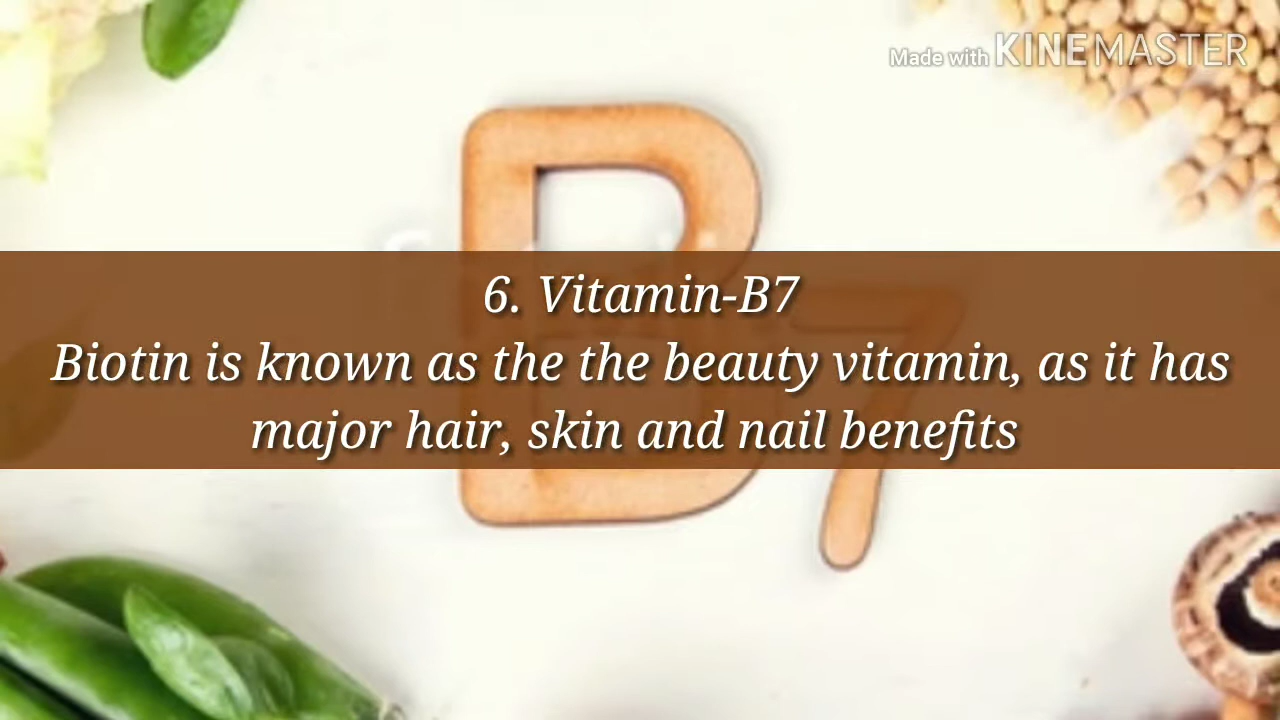 Made with KINEMASTER
B
7
6. Vitamin-B7
Biotin is known as the the beauty vitamin, as it has
major hair, skin and nail benefits